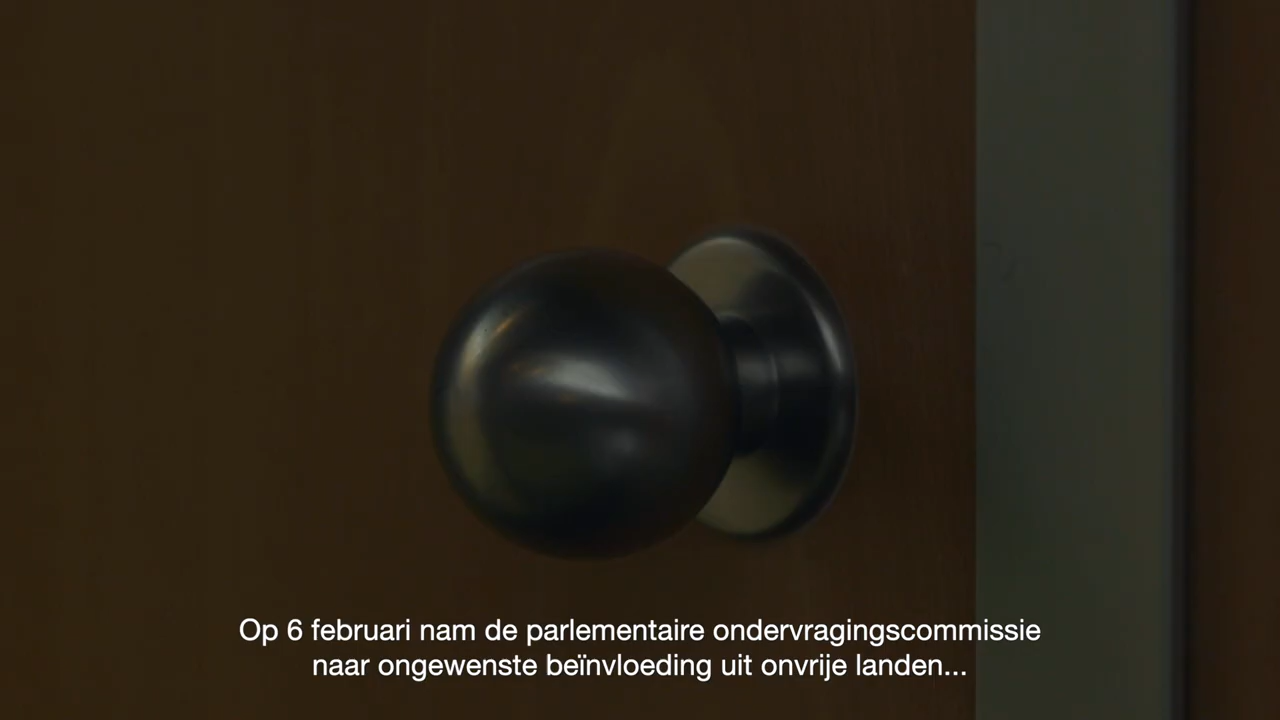 Op 6 februari nam de parlementaire ondervragingscommissie
naar ongewenste beïnvloeding uit onvrije landen...